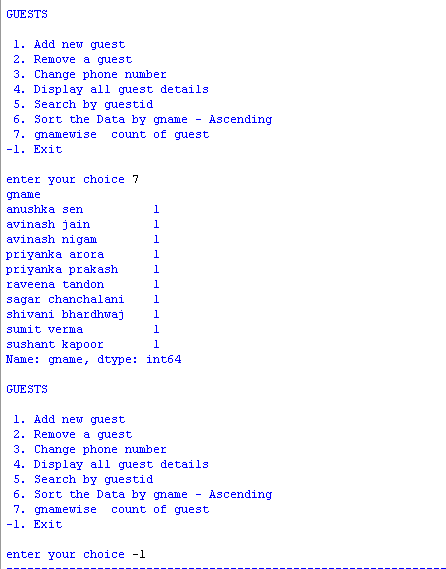 GUESTS
1. Add new guest
2. Remove a guest
3. Change phone number
4. Display all guest details
5. Search by guestid
6. Sort the Data by gname - Ascending
7. gnamewise  count of guest
-1. Exit
enter your choice 7
gname
anushka sen          1
avinash jain         1
avinash nigam        1
priyanka arora       1
priyanka prakash     1
raveena tandon       1
sagar chanchalani    1
shivani bhardhwaj    1
sumit verma          1
sushant kapoor       1
Name: gname, dtype: int64
GUESTS
1. Add new guest
2. Remove a guest
3. Change phone number
4. Display all guest details
5. Search by guestid
6. Sort the Data by gname - Ascending
7. gnamewise  count of guest
-1. Exit
enter your choice -1
----------------------------------------------------------------